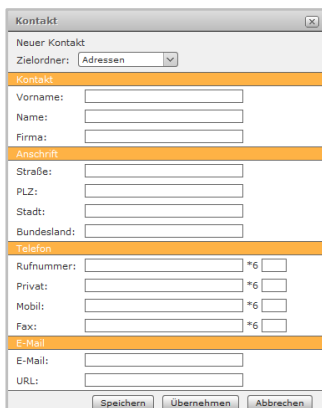 Kontakt
Neuer Kontakt
Zielordner: Adressen
Kontakt
Vorname:
Name:
Firma:
Anschrift
Straße:
PLZ:
Stadt:
Bundesland:
Telefon
Rufnummer: *6
Privat: *6
Mobil: *6
Fax: *6
E-Mail
E-Mail:
URL:
Speichern Übernehmen Abbrechen